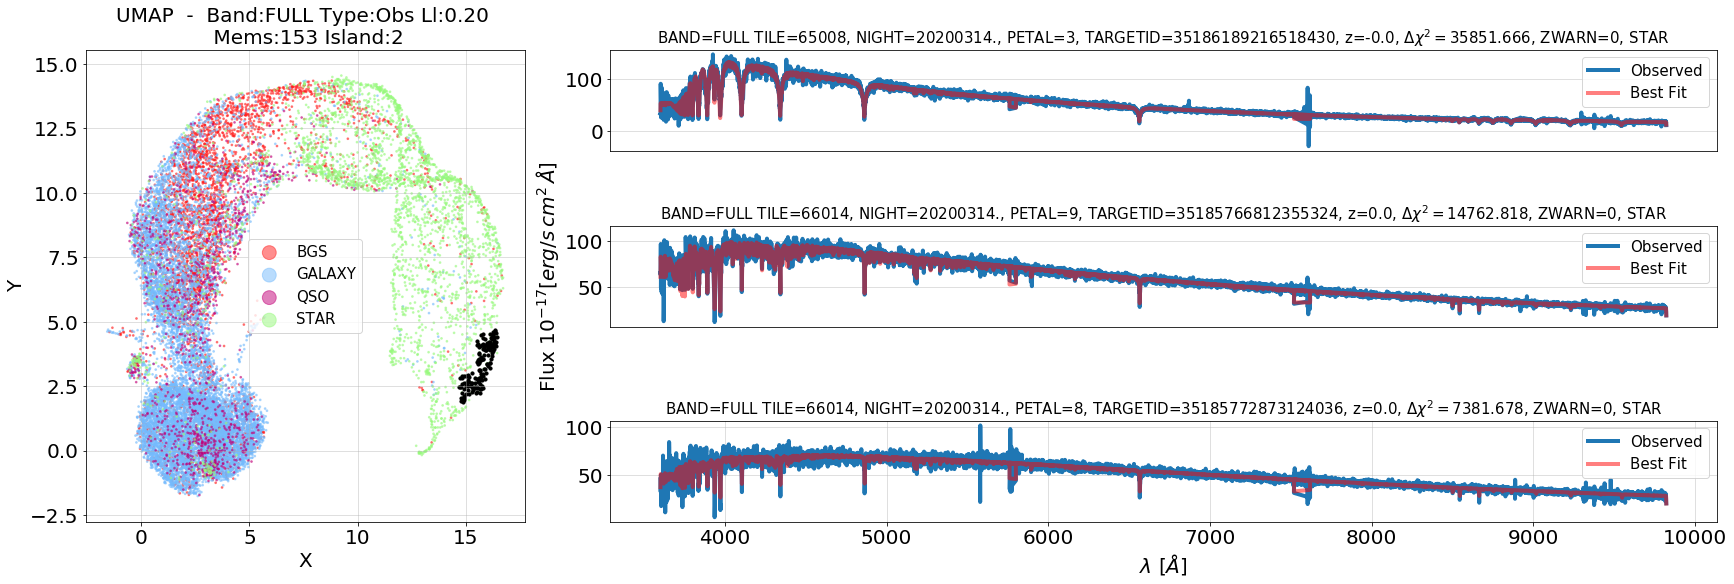 UMAP - Band:FULL Type:Obs Ll:0.20
Mems:153 Island:2
15.0
12.5
10.0
7.5
5.0
2.5
0.0
−2.5
Y
BGS
GALAXY
QSO
STAR
0
5
10
15
X
Flux 10⁻¹⁷[erg/s cm² Å]
BAND=FULL TILE=65008, NIGHT=20200314., PETAL=3, TARGETID=35186189216518430, z=-0.0, Δχ² = 35851.666, ZWARN=0, STAR
100
0
Observed
Best Fit
BAND=FULL TILE=66014, NIGHT=20200314., PETAL=9, TARGETID=35185766812355324, z=0.0, Δχ² = 14762.818, ZWARN=0, STAR
100
50
Observed
Best Fit
BAND=FULL TILE=66014, NIGHT=20200314., PETAL=8, TARGETID=35185772873124036, z=0.0, Δχ² = 7381.678, ZWARN=0, STAR
100
50
Observed
Best Fit
4000
5000
6000
7000
8000
9000
10000
λ [Å]